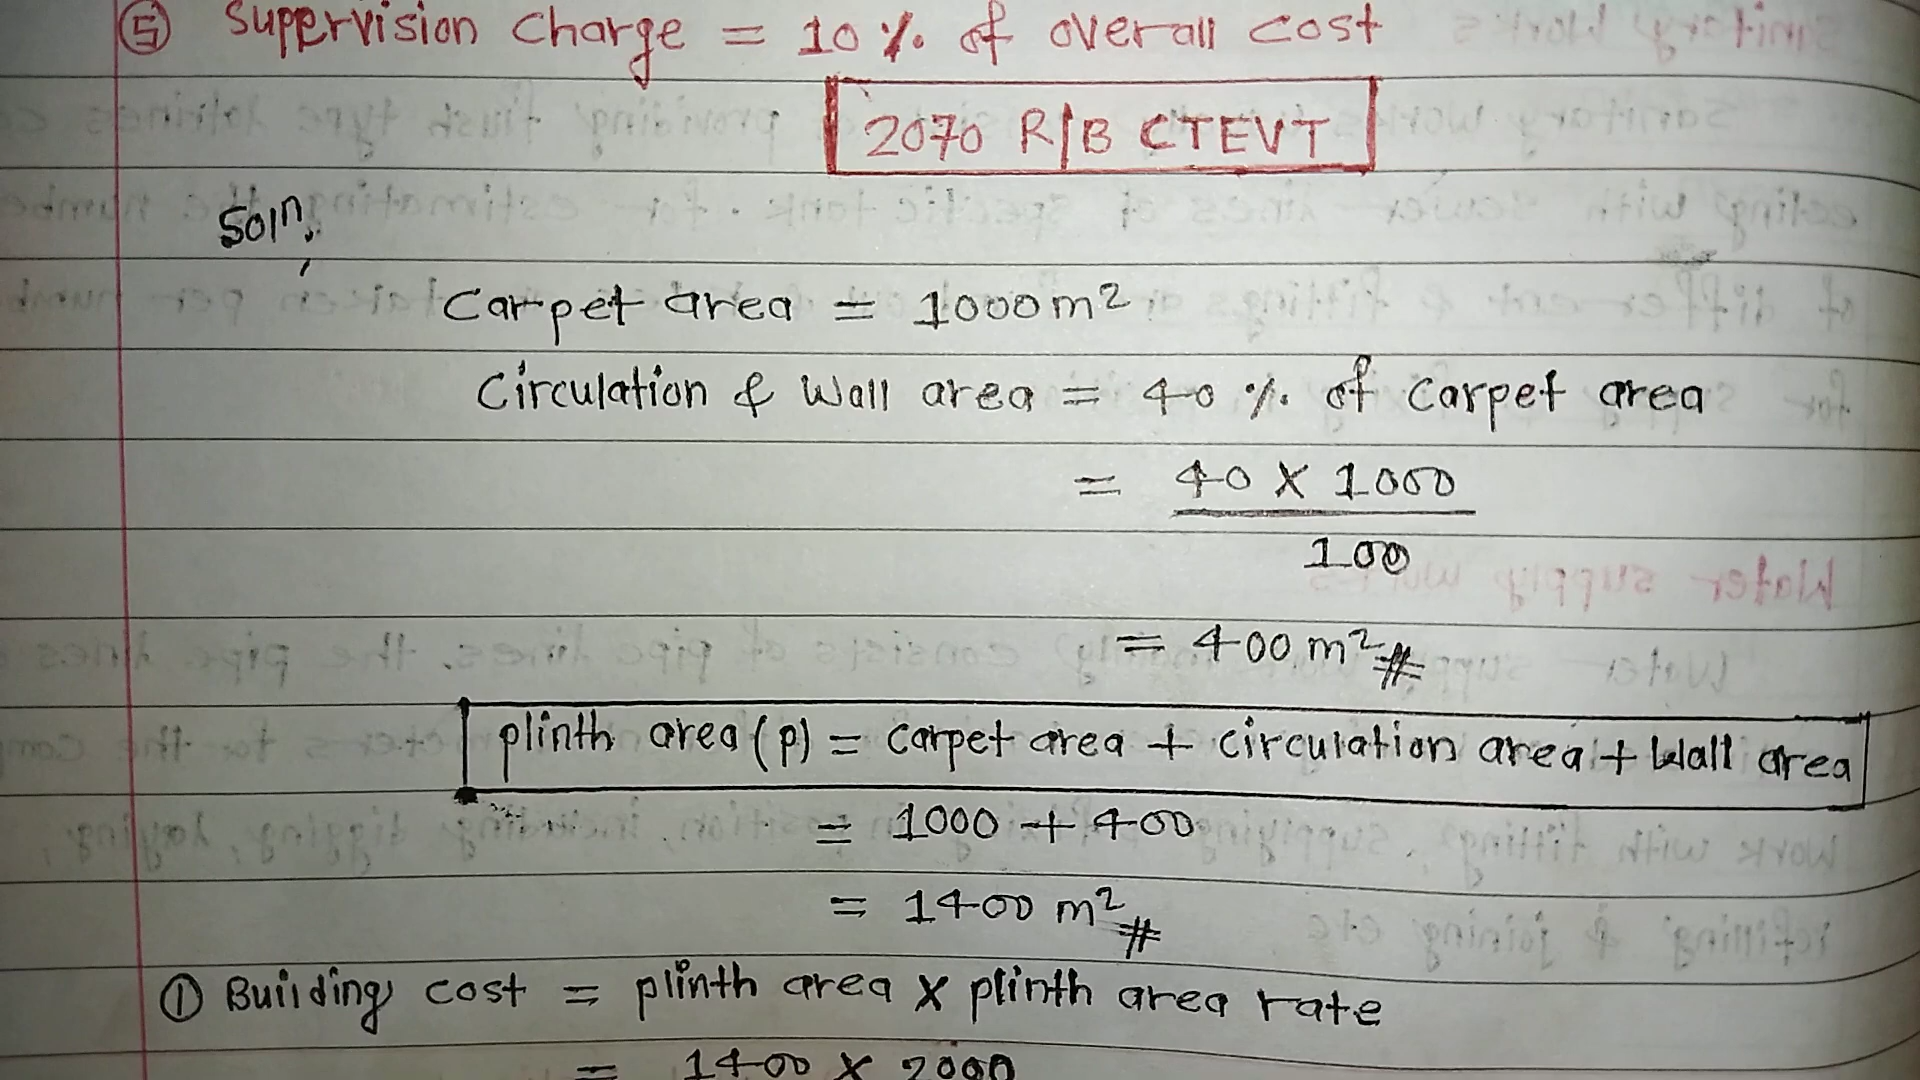 ⑤ Supervision charge = 10 % of overall cost
2070 R/B CTEVT
Soln,
Carpet area = 1000 m²
Circulation & Wall area = 40 % of carpet area
= 40 × 1000
100
= 400 m² #
plinth area (p) = carpet area + circulation area + Wall area
= 1000 + 400
= 1400 m² #
① Building cost = plinth area × plinth area rate
= 1400 × 2000